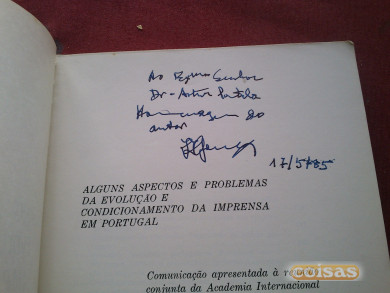 Ao Exmo Senhor
Dr. Artur Portela
Homenagem do
autor
17/5/85
ALGUNS ASPECTOS E PROBLEMAS
DA EVOLUÇÃO E
CONDICIONAMENTO DA IMPRENSA
EM PORTUGAL
Comunicação apresentada à reunião
conjunta da Academia Internacional
coisas